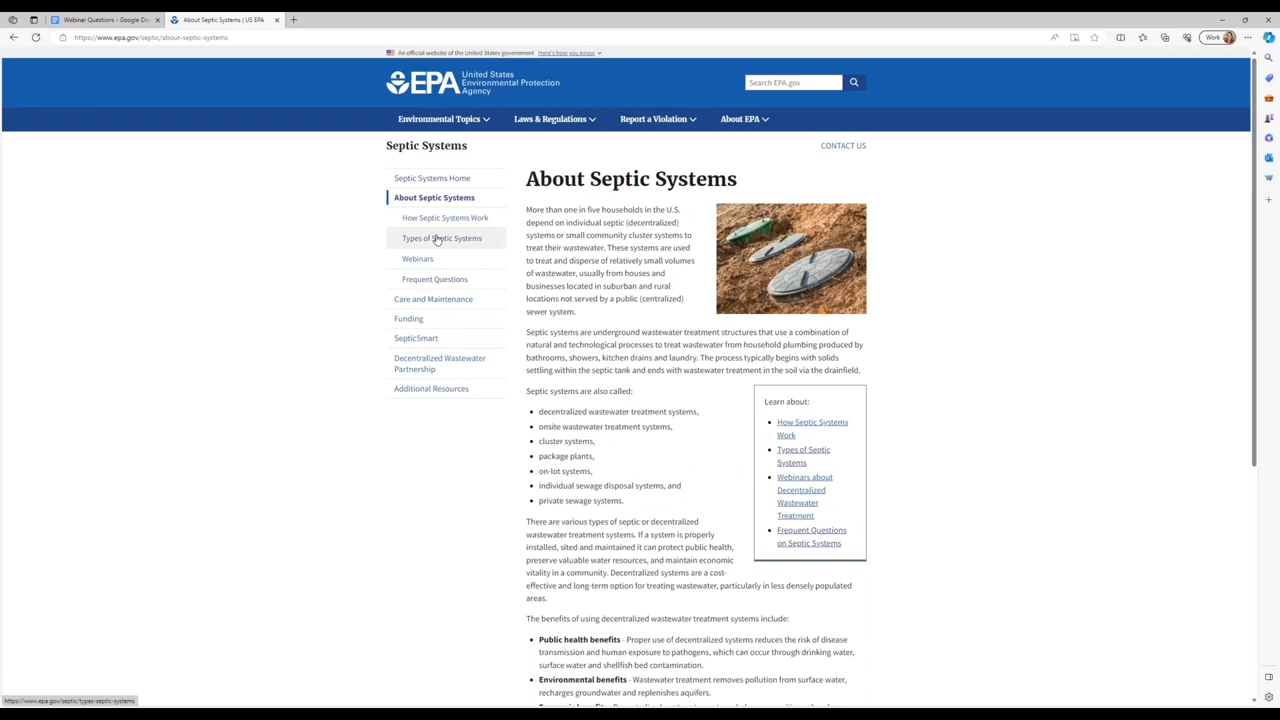 Webinar Questions - Google Do
About Septic Systems | US EPA
https://www.epa.gov/septic/about-septic-systems
Work
An official website of the United States government Here's how you know
EPA
United States
Environmental Protection
Agency
Search EPA.gov
Environmental Topics
Laws & Regulations
Report a Violation
About EPA
Septic Systems
CONTACT US
Septic Systems Home
About Septic Systems
How Septic Systems Work
Types of Septic Systems
Webinars
Frequent Questions
Care and Maintenance
Funding
SepticSmart
Decentralized Wastewater
Partnership
Additional Resources
About Septic Systems
More than one in five households in the U.S.
depend on individual septic (decentralized)
systems or small community cluster systems to
treat their wastewater. These systems are used
to treat and disperse of relatively small volumes
of wastewater, usually from houses and
businesses located in suburban and rural
locations not served by a public (centralized)
sewer system.
Septic systems are underground wastewater treatment structures that use a combination of
natural and technological processes to treat wastewater from household plumbing produced by
bathrooms, showers, kitchen drains and laundry. The process typically begins with solids
settling within the septic tank and ends with wastewater treatment in the soil via the drainfield.
Septic systems are also called:
decentralized wastewater treatment systems,
onsite wastewater treatment systems,
cluster systems,
package plants,
on-lot systems,
individual sewage disposal systems, and
private sewage systems.
Learn about:
How Septic Systems
Work
Types of Septic
Systems
Webinars about
Decentralized
Wastewater
Treatment
Frequent Questions
on Septic Systems
There are various types of septic or decentralized
wastewater treatment systems. If a system is properly
installed, sited and maintained it can protect public health,
preserve valuable water resources, and maintain economic
vitality in a community. Decentralized systems are a cost-
effective and long-term option for treating wastewater, particularly in less densely populated
areas.
The benefits of using decentralized wastewater treatment systems include:
Public health benefits - Proper use of decentralized systems reduces the risk of disease
transmission and human exposure to pathogens, which can occur through drinking water,
surface water and shellfish bed contamination.
Environmental benefits - Wastewater treatment removes pollution from surface water,
recharges groundwater and replenishes aquifers.
https://www.epa.gov/septic/types-septic-systems